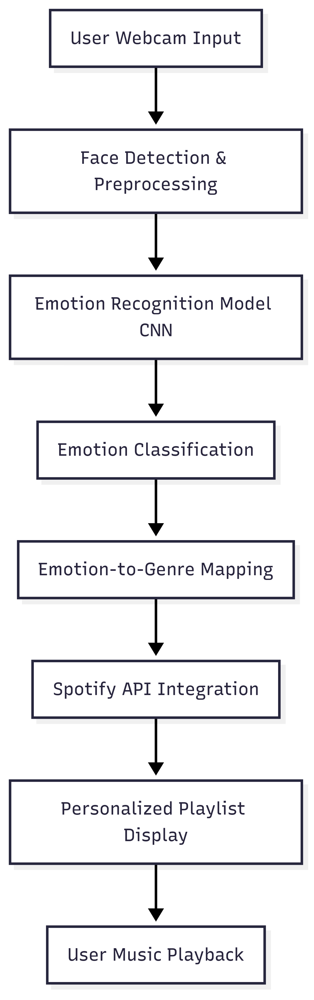 User Webcam Input
Face Detection &
Preprocessing
Emotion Recognition Model
CNN
Emotion Classification
Emotion-to-Genre Mapping
Spotify API Integration
Personalized Playlist
Display
User Music Playback